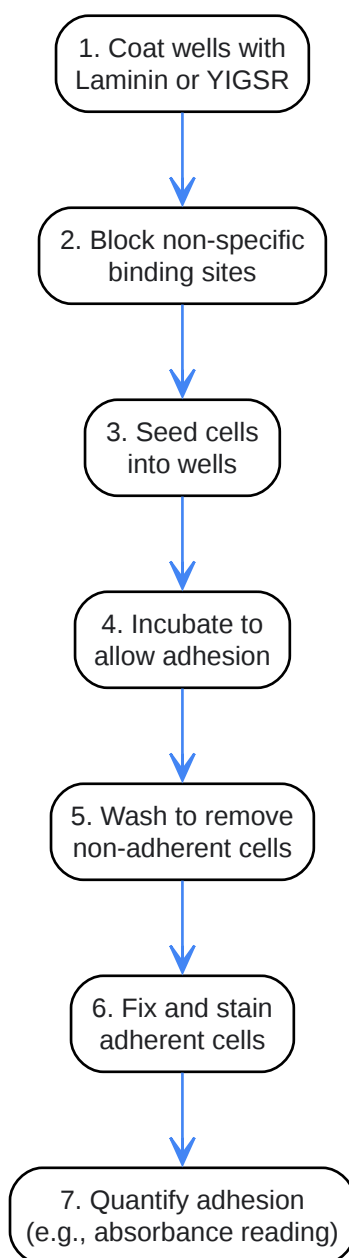 1. Coat wells with
Laminin or YIGSR
2. Block non-specific
binding sites
3. Seed cells
into wells
4. Incubate to
allow adhesion
5. Wash to remove
non-adherent cells
6. Fix and stain
adherent cells
7. Quantify adhesion
(e.g., absorbance reading)